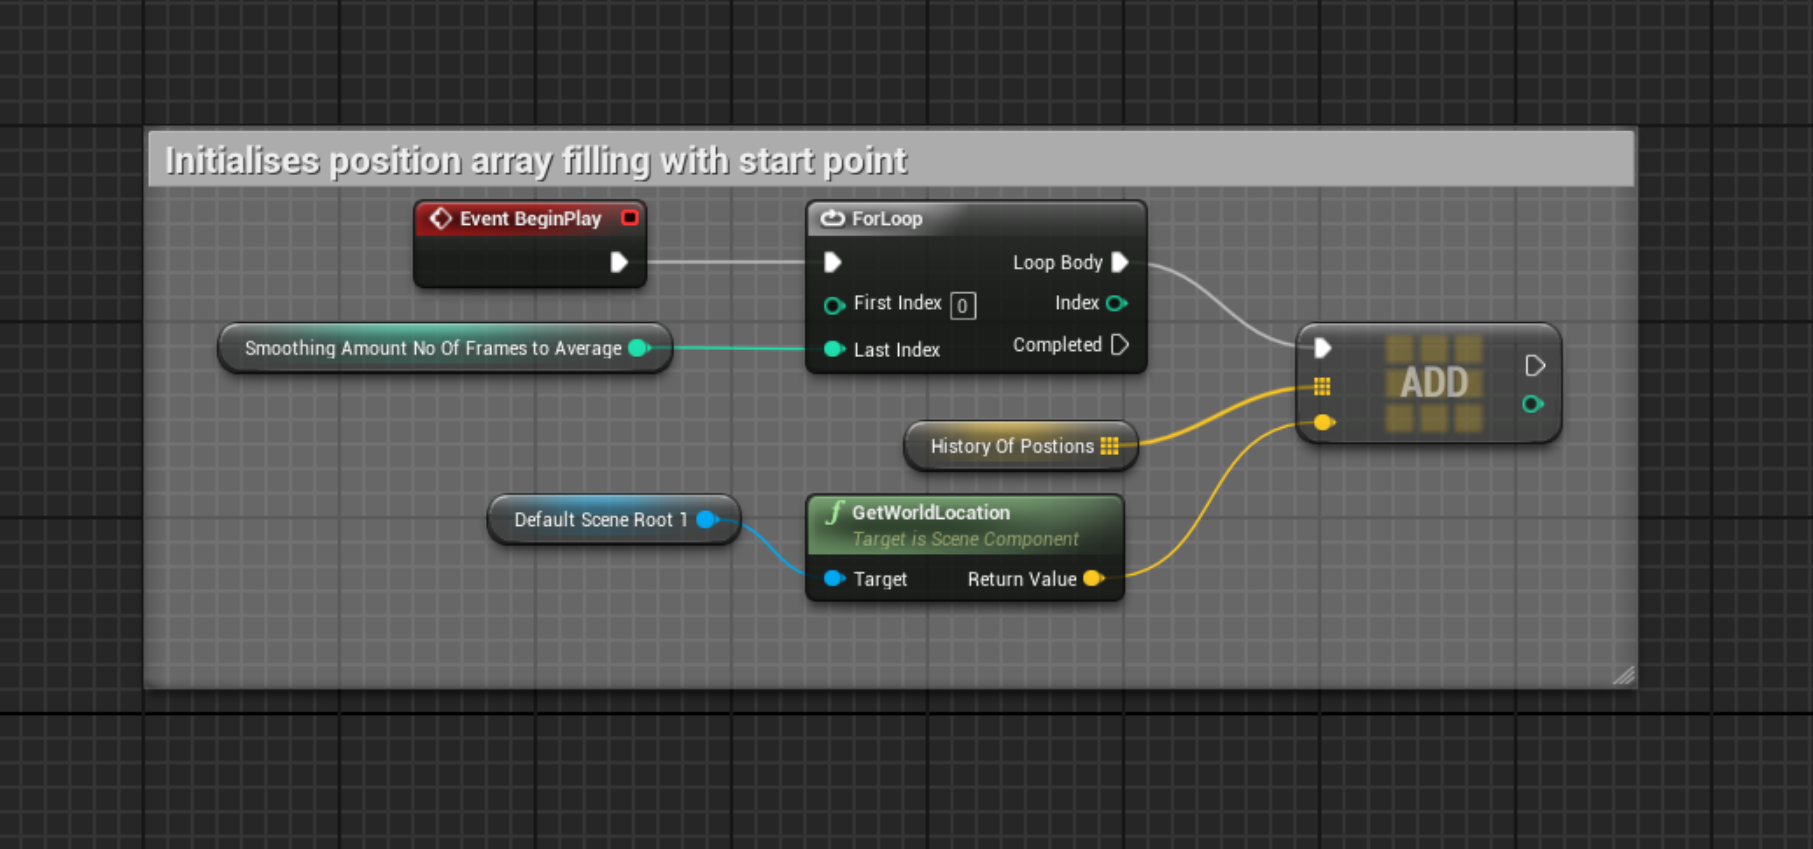 Initialises position array filling with start point
Event BeginPlay
ForLoop
Loop Body
First Index 0
Index
Smoothing Amount No Of Frames to Average
Last Index
Completed
ADD
History Of Postions
Default Scene Root 1
GetWorldLocation
Target is Scene Component
Target
Return Value